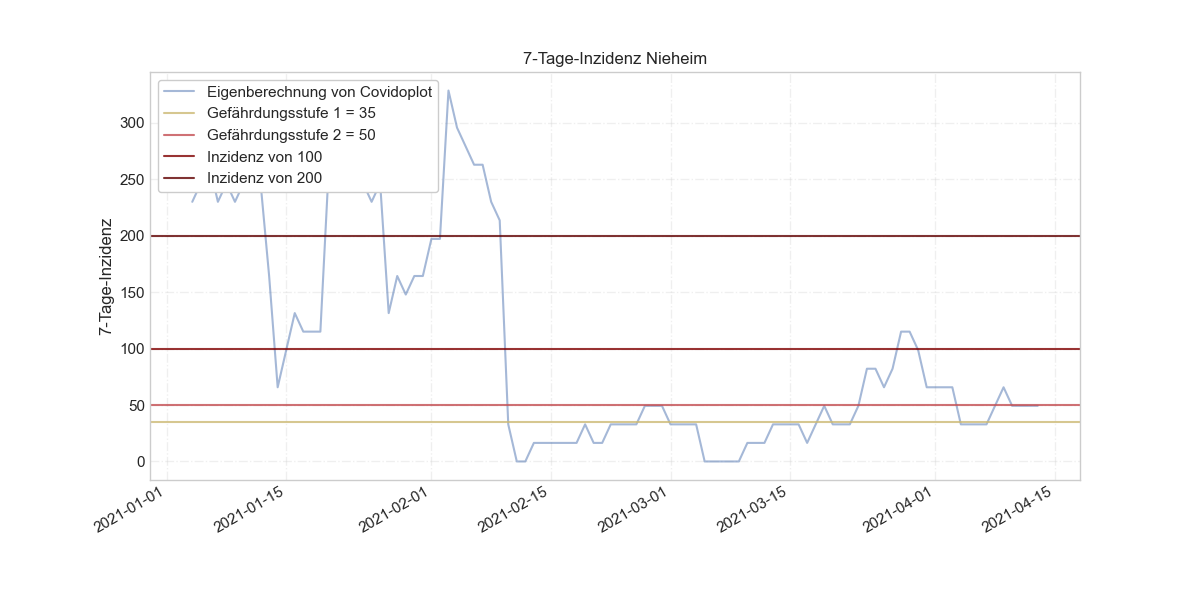 7-Tage-Inzidenz Nieheim
Eigenberechnung von Covidoplot
Gefährdungsstufe 1 = 35
Gefährdungsstufe 2 = 50
Inzidenz von 100
Inzidenz von 200
7-Tage-Inzidenz
300
250
200
150
100
50
0
2021-01-01
2021-01-15
2021-02-01
2021-02-15
2021-03-01
2021-03-15
2021-04-01
2021-04-15